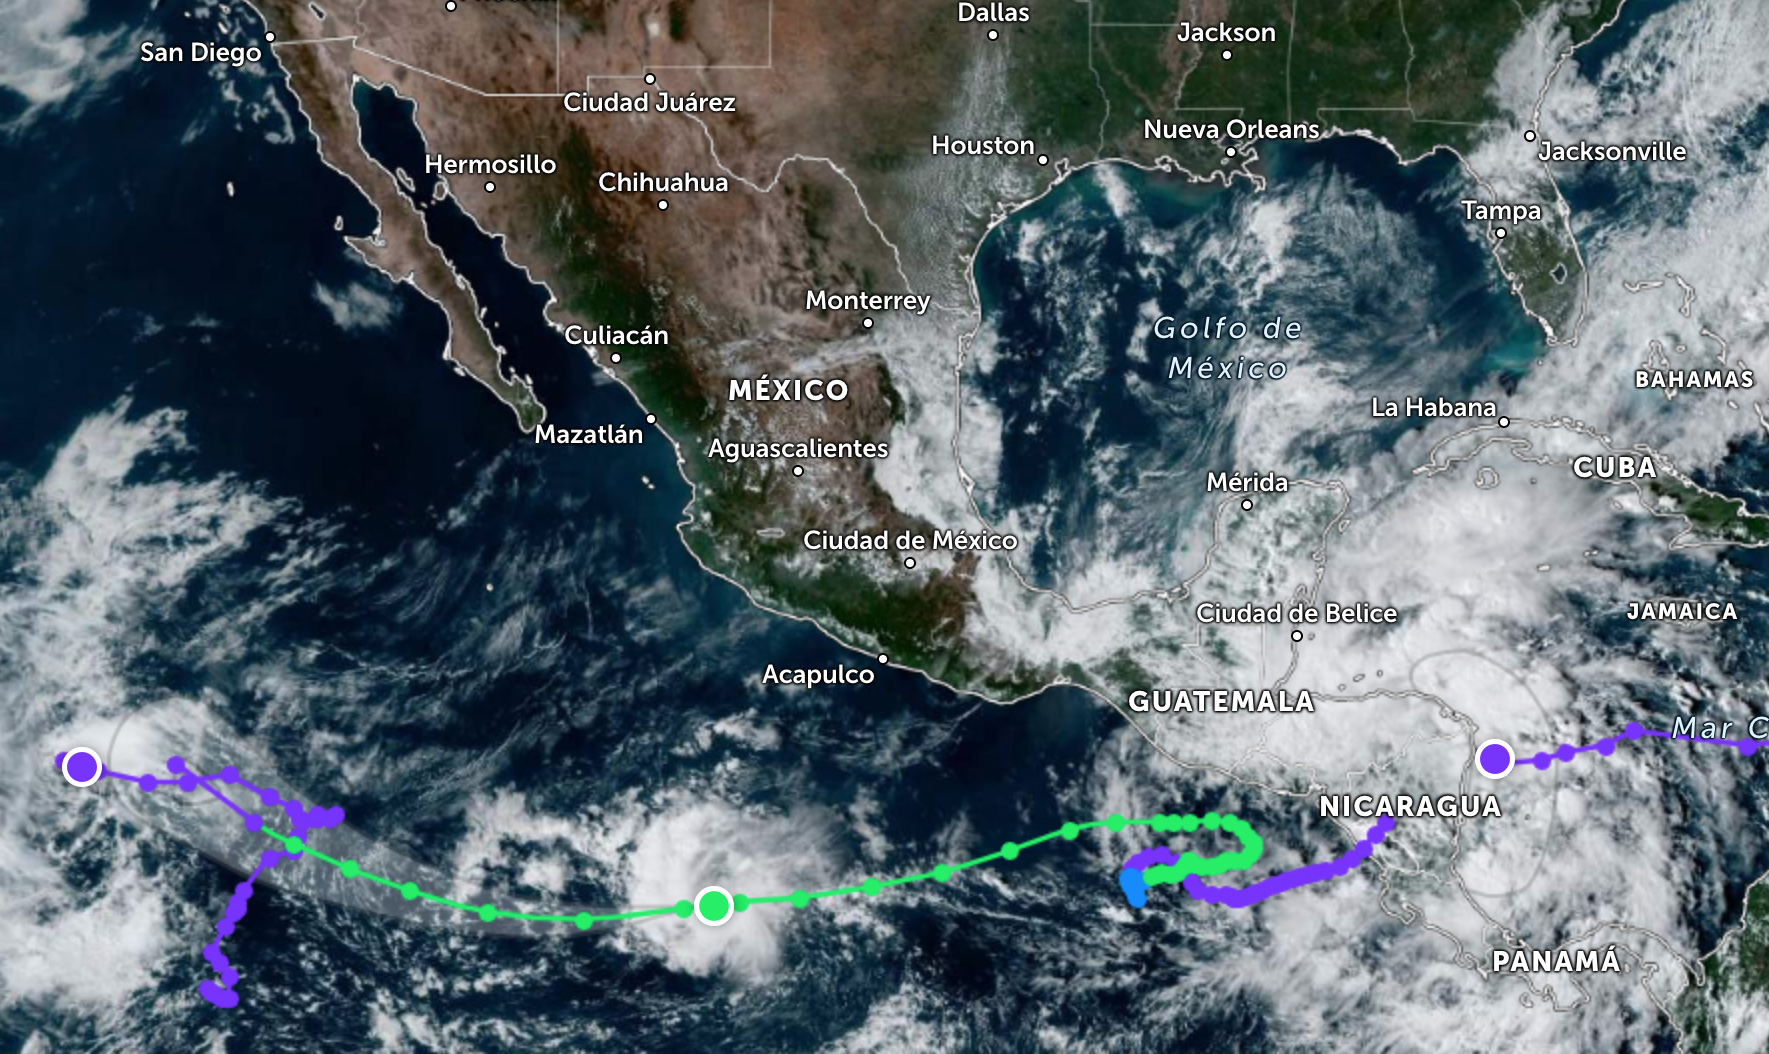 Dallas
Jackson
San Diego
Ciudad Juárez
Nueva Orleans
Houston
Jacksonville
Hermosillo
Chihuahua
Tampa
Monterrey
Culiacán
Golfo de
México
MÉXICO
BAHAMAS
La Habana
Mazatlán
Aguascalientes
CUBA
Mérida
Ciudad de México
Ciudad de Belice
JAMAICA
Acapulco
GUATEMALA
Mar C
NICARAGUA
PANAMÁ